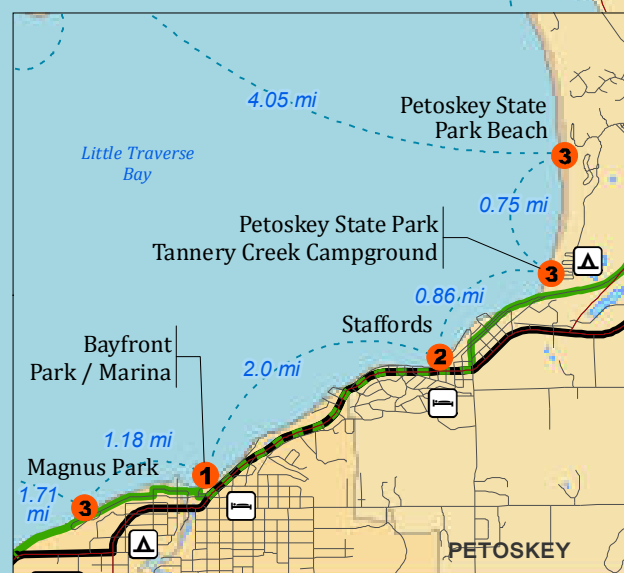 4.05 mi
Petoskey State
Park Beach
3
Little Traverse
Bay
0.75 mi
Petoskey State Park
Tannery Creek Campground
3
0.86 mi
Staffords
2
Bayfront
Park / Marina
2.0 mi
1.18 mi
Magnus Park
1
1.71
mi
3
PETOSKEY